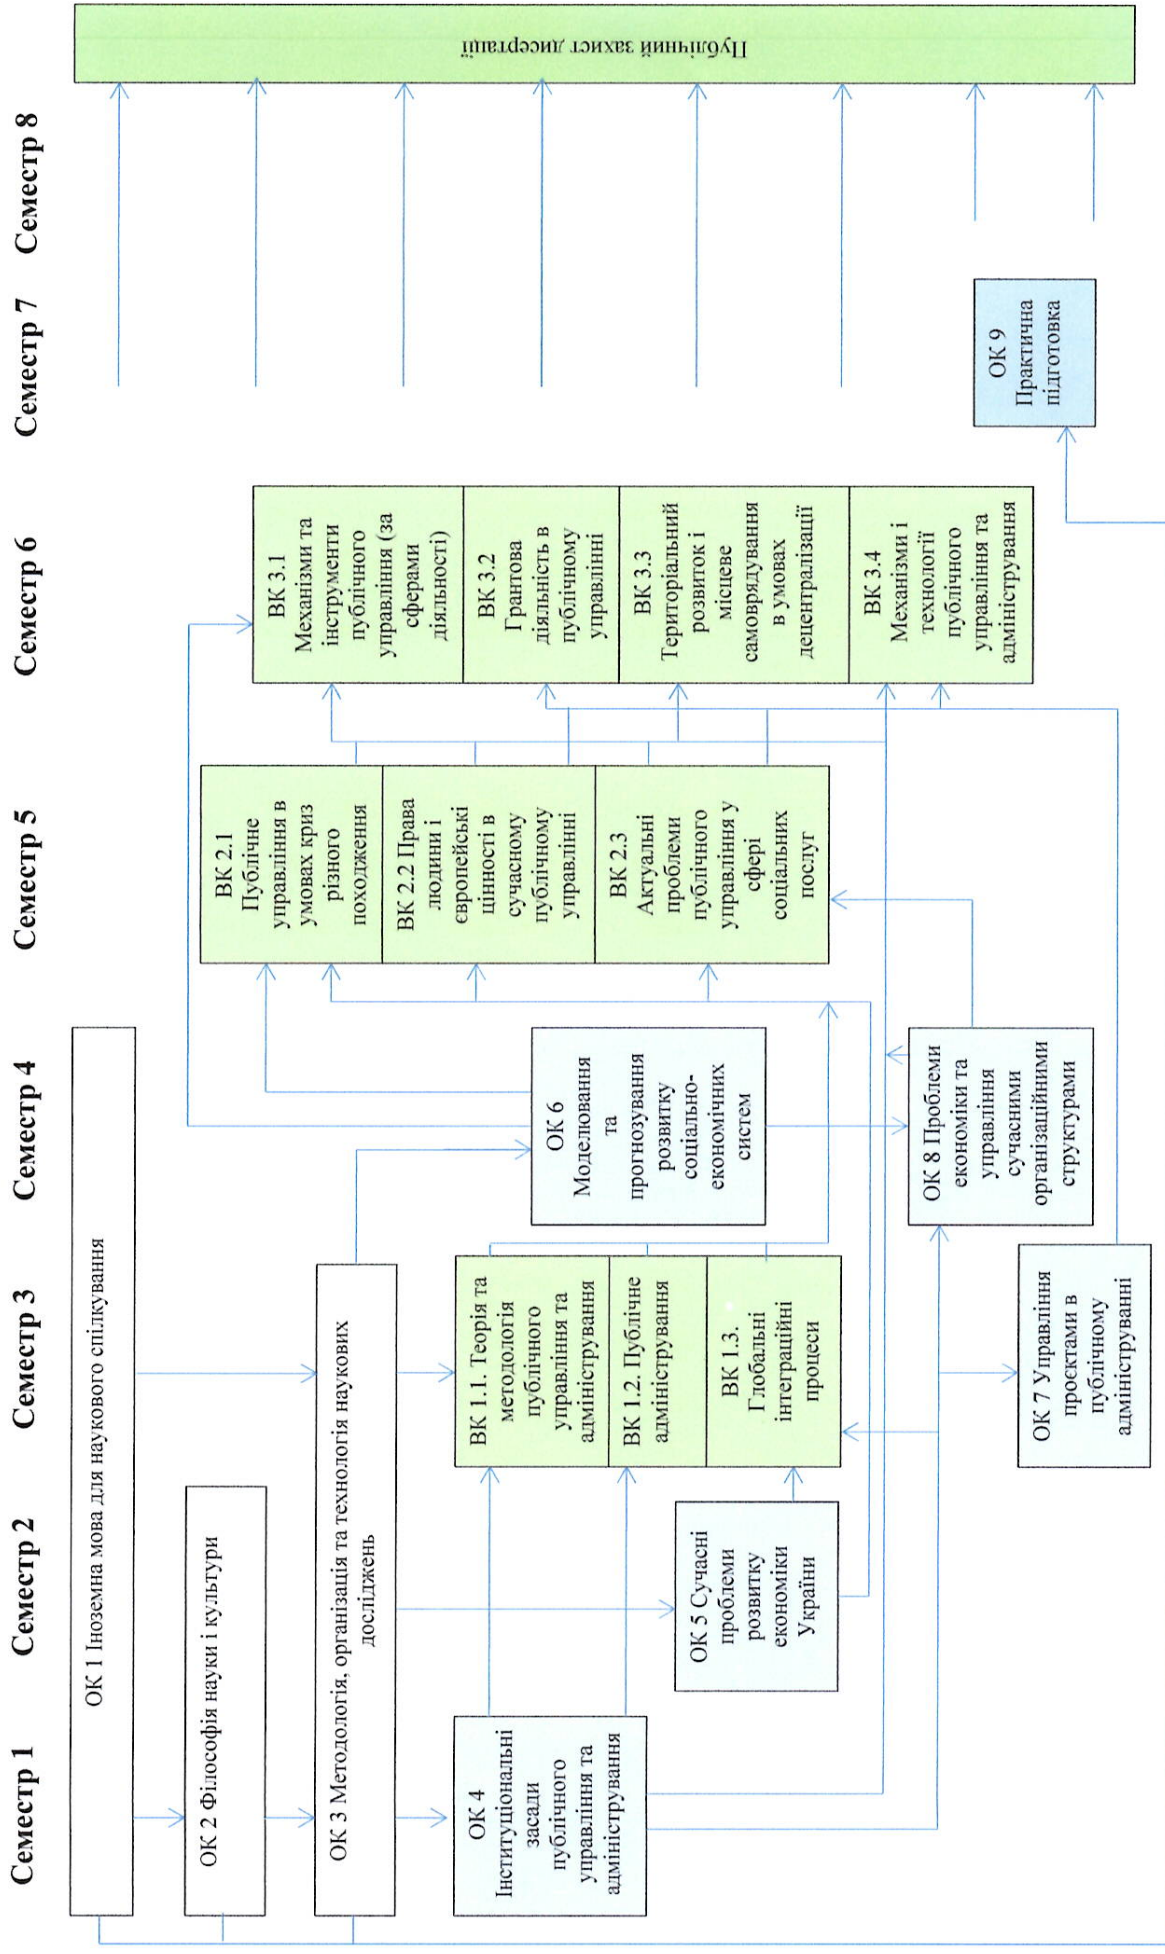 Семестр 1
Семестр 2
Семестр 3
Семестр 4
Семестр 5
Семестр 6
Семестр 7
Семестр 8
ОК 1 Іноземна мова для наукового спілкування
ОК 2 Філософія науки і культури
ОК 3 Методологія, організація та технологія наукових
досліджень
ОК 4
Інституціональні
засади
публічного
управління та
адміністрування
ОК 5 Сучасні
проблеми
розвитку
економіки
України
ВК 1.1. Теорія та
методологія
публічного
управління та
адміністрування
ВК 1.2. Публічне
адміністрування
ВК 1.3.
Глобальні
інтеграційні
процеси
ОК 7 Управління
проєктами в
публічному
адмініструванні
ОК 6
Моделювання
та
прогнозування
розвитку
соціально-
економічних
систем
ОК 8 Проблеми
економіки та
управління
сучасними
організаційними
структурами
ВК 2.1
Публічне
управління в
умовах криз
різного
походження
ВК 2.2 Права
людини і
європейські
цінності в
сучасному
публічному
управлінні
ВК 2.3
Актуальні
проблеми
публічного
управління у
сфері
соціальних
послуг
ВК 3.1
Механізми та
інструменти
публічного
управління (за
сферами
діяльності)
ВК 3.2
Грантова
діяльність в
публічному
управлінні
ВК 3.3
Територіальний
розвиток і
місцеве
самоврядування
в умовах
децентралізації
ВК 3.4
Механізми і
технології
публічного
управління та
адміністрування
ОК 9
Практична
підготовка
Публічний захист дисертації